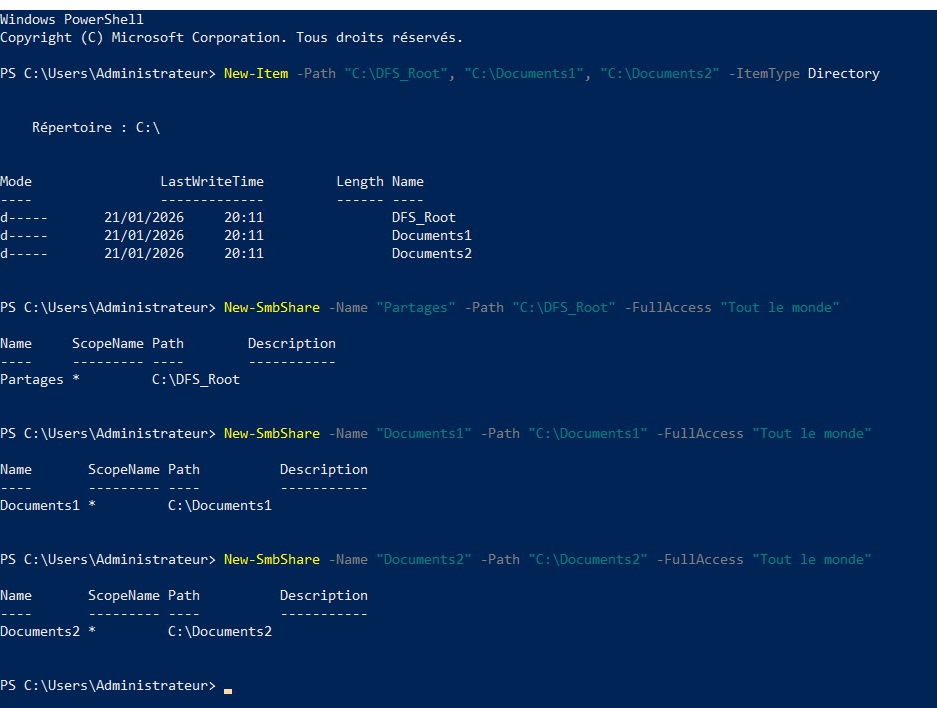 Windows PowerShell
Copyright (C) Microsoft Corporation. Tous droits réservés.
PS C:\Users\Administrateur> New-Item -Path "C:\DFS_Root", "C:\Documents1", "C:\Documents2" -ItemType Directory
Répertoire : C:\
Mode LastWriteTime Length Name
---- ------------- ------ ----
d----- 21/01/2026 20:11 DFS_Root
d----- 21/01/2026 20:11 Documents1
d----- 21/01/2026 20:11 Documents2
PS C:\Users\Administrateur> New-SmbShare -Name "Partages" -Path "C:\DFS_Root" -FullAccess "Tout le monde"
Name ScopeName Path Description
---- --------- ---- -----------
Partages * C:\DFS_Root
PS C:\Users\Administrateur> New-SmbShare -Name "Documents1" -Path "C:\Documents1" -FullAccess "Tout le monde"
Name ScopeName Path Description
---- --------- ---- -----------
Documents1 * C:\Documents1
PS C:\Users\Administrateur> New-SmbShare -Name "Documents2" -Path "C:\Documents2" -FullAccess "Tout le monde"
Name ScopeName Path Description
---- --------- ---- -----------
Documents2 * C:\Documents2
PS C:\Users\Administrateur>